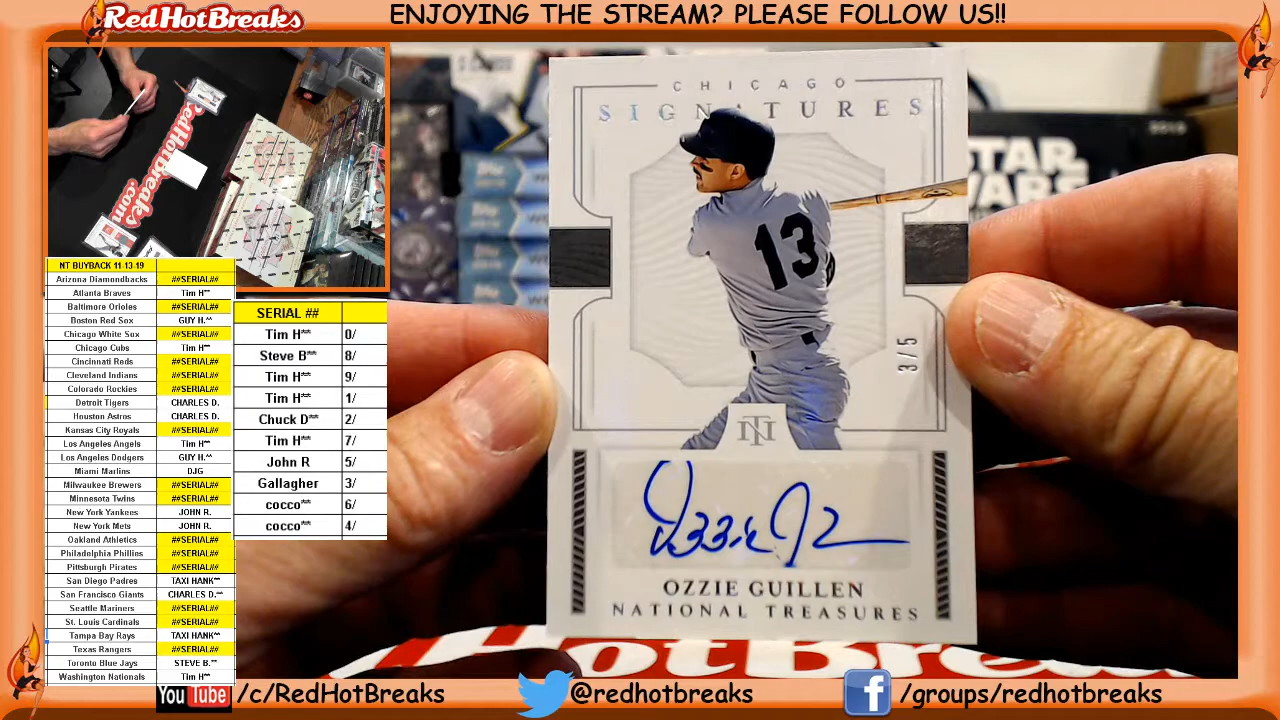 RedHotBreaks
ENJOYING THE STREAM? PLEASE FOLLOW US!!
RedHotBreaks
.com
NT BUYBACK 11-13-19
Arizona Diamondbacks ##SERIAL##
Atlanta Braves Tim H**
Baltimore Orioles ##SERIAL##
Boston Red Sox GUY H.^^
Chicago White Sox ##SERIAL##
Chicago Cubs Tim H**
Cincinnati Reds ##SERIAL##
Cleveland Indians ##SERIAL##
Colorado Rockies ##SERIAL##
Detroit Tigers CHARLES D.
Houston Astros CHARLES D.
Kansas City Royals ##SERIAL##
Los Angeles Angels Tim H**
Los Angeles Dodgers GUY H.^^
Miami Marlins DJG
Milwaukee Brewers ##SERIAL##
Minnesota Twins ##SERIAL##
New York Yankees JOHN R.
New York Mets JOHN R.
Oakland Athletics ##SERIAL##
Philadelphia Phillies ##SERIAL##
Pittsburgh Pirates ##SERIAL##
San Diego Padres TAXI HANK**
San Francisco Giants CHARLES D.**
Seattle Mariners ##SERIAL##
St. Louis Cardinals ##SERIAL##
Tampa Bay Rays TAXI HANK**
Texas Rangers ##SERIAL##
Toronto Blue Jays STEVE B.**
Washington Nationals Tim H**
SERIAL ##
Tim H** 0/
Steve B** 8/
Tim H** 9/
Tim H** 1/
Chuck D** 2/
Tim H** 7/
John R 5/
Gallagher 3/
cocco** 6/
cocco** 4/
CHICAGO
SIGNATURES
13
3/5
NT
OZZIE GUILLEN
NATIONAL TREASURES
STAR
WARS
HotBrea
YouTube /c/RedHotBreaks
@redhotbreaks
f /groups/redhotbreaks